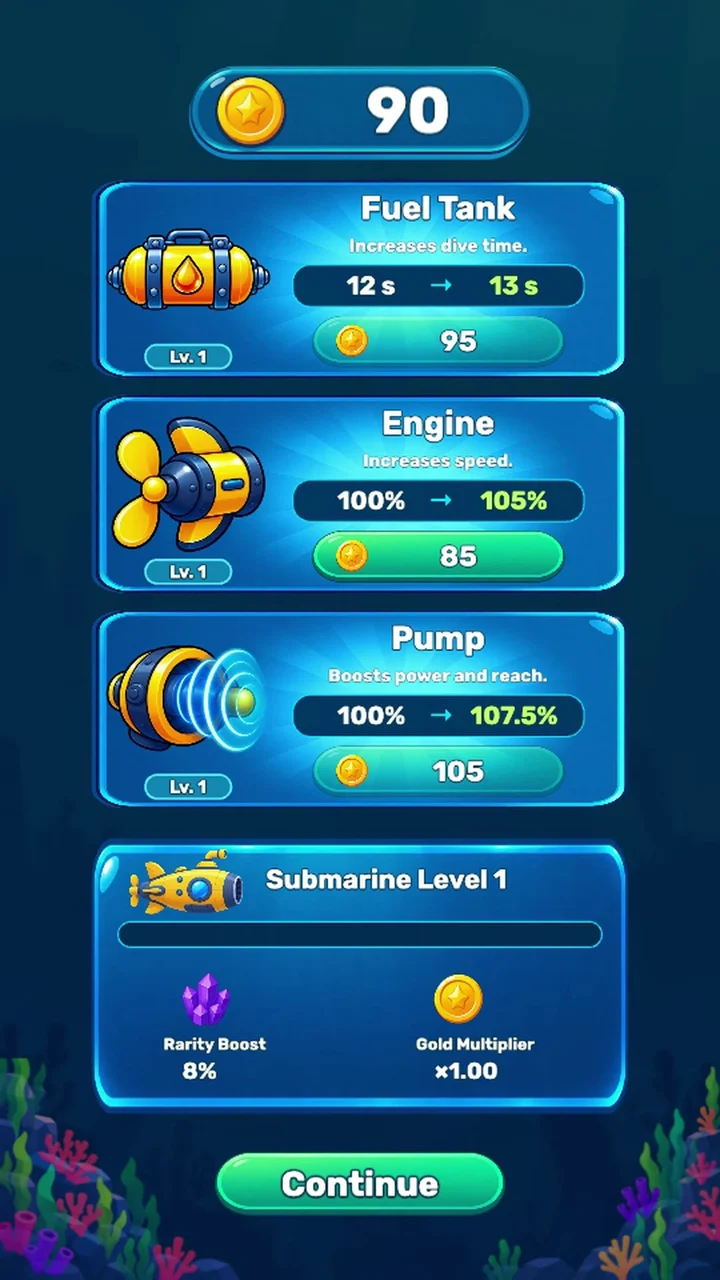 90
Fuel Tank
Increases dive time.
12 s → 13 s
95
Lv. 1
Engine
Increases speed.
100% → 105%
85
Lv. 1
Pump
Boosts power and reach.
100% → 107.5%
105
Lv. 1
Submarine Level 1
Rarity Boost
8%
Gold Multiplier
×1.00
Continue